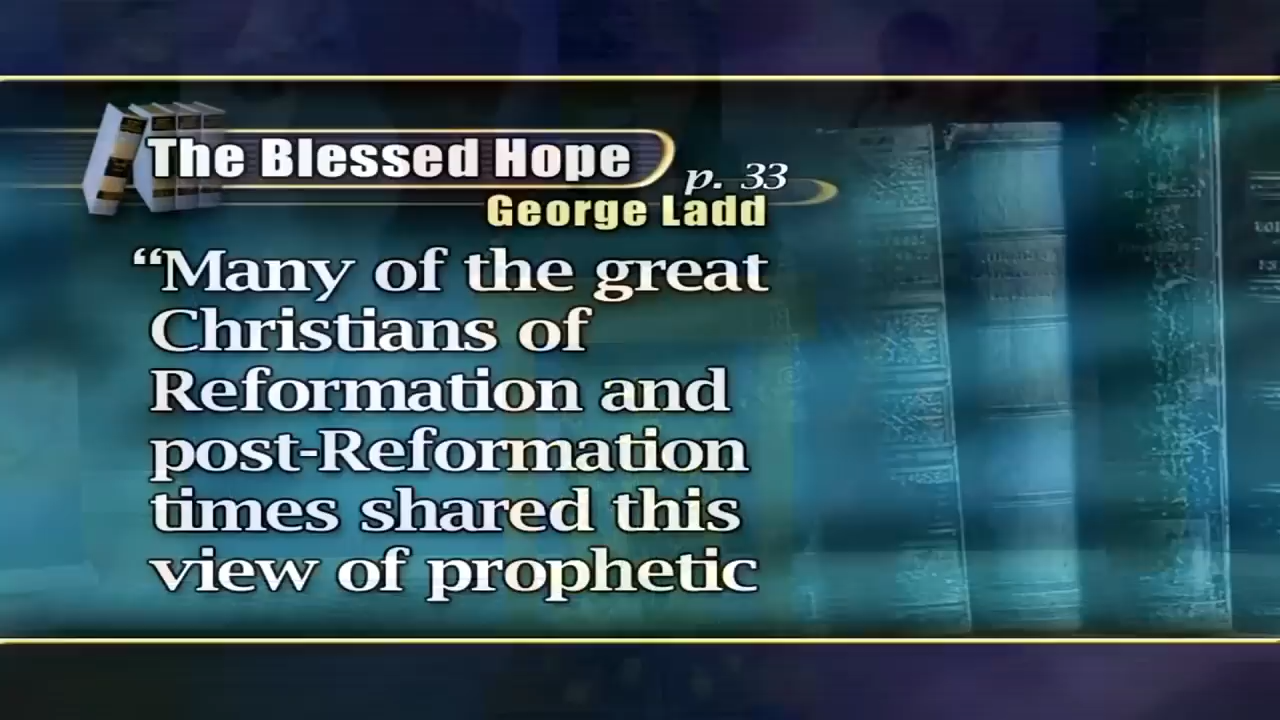 The Blessed Hope
p. 33
George Ladd
“Many of the great
Christians of
Reformation and
post-Reformation
times shared this
view of prophetic